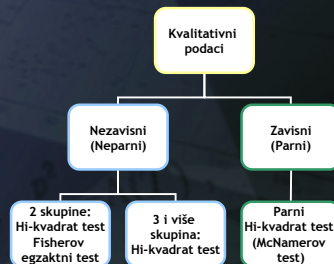 Kvalitativni
podaci
Nezavisni
(Neparni)
Zavisni
(Parni)
2 skupine:
Hi-kvadrat test
Fisherov
egzaktni test
3 i više
skupina:
Hi-kvadrat test
Parni
Hi-kvadrat test
(McNamerov
test)